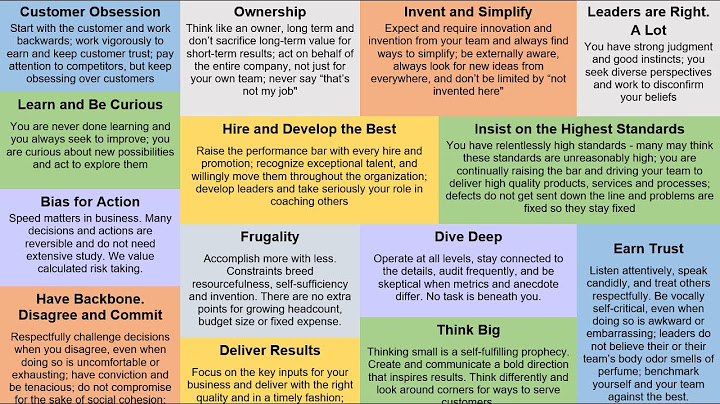 Customer Obsession
Start with the customer and work
backwards; work vigorously to
earn and keep customer trust; pay
attention to competitors, but keep
obsessing over customers
Ownership
Think like an owner, long term and
don't sacrifice long-term value for
short-term results; act on behalf of
the entire company, not just for
your own team; never say "that's
not my job"
Invent and Simplify
Expect and require innovation and
invention from your team and always find
ways to simplify; be externally aware,
always look for new ideas from
everywhere, and don't be limited by "not
invented here"
Leaders are Right.
A Lot
You have strong judgment
and good instincts; you
seek diverse perspectives
and work to disconfirm
your beliefs
Learn and Be Curious
You are never done learning and
you always seek to improve; you
are curious about new possibilities
and act to explore them
Hire and Develop the Best
Raise the performance bar with every hire and
promotion; recognize exceptional talent, and
willingly move them throughout the organization;
develop leaders and take seriously your role in
coaching others
Insist on the Highest Standards
You have relentlessly high standards - many may think
these standards are unreasonably high; you are
continually raising the bar and driving your team to
deliver high quality products, services and processes;
defects do not get sent down the line and problems are
fixed so they stay fixed
Bias for Action
Speed matters in business. Many
decisions and actions are
reversible and do not need
extensive study. We value
calculated risk taking.
Frugality
Accomplish more with less.
Constraints breed
resourcefulness, self-sufficiency
and invention. There are no extra
points for growing headcount,
budget size or fixed expense.
Dive Deep
Operate at all levels, stay connected to
the details, audit frequently, and be
skeptical when metrics and anecdote
differ. No task is beneath you.
Earn Trust
Listen attentively, speak
candidly, and treat others
respectfully. Be vocally
self-critical, even when
doing so is awkward or
embarrassing; leaders do
not believe their or their
team's body odor smells of
perfume; benchmark
yourself and your team
against the best.
Have Backbone.
Disagree and Commit
Respectfully challenge decisions
when you disagree, even when
doing so is uncomfortable or
exhausting; have conviction and
be tenacious; do not compromise
for the sake of social cohesion;
Deliver Results
Focus on the key inputs for your
business and deliver with the right
quality and in a timely fashion;
Think Big
Thinking small is a self-fulfilling prophecy.
Create and communicate a bold direction
that inspires results. Think differently and
look around corners for ways to serve
customers